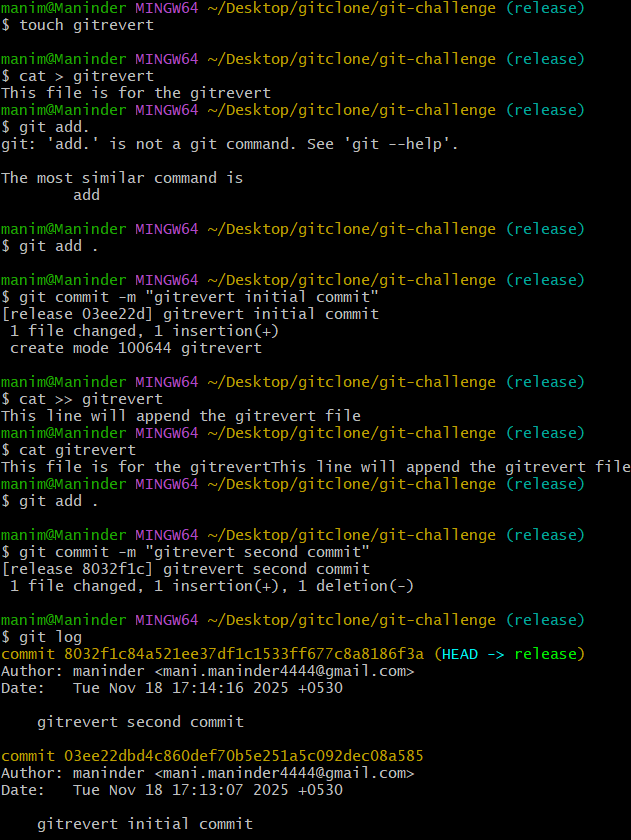 manim@Maninder MINGW64 ~/Desktop/gitclone/git-challenge (release)
$ touch gitrevert
manim@Maninder MINGW64 ~/Desktop/gitclone/git-challenge (release)
$ cat > gitrevert
This file is for the gitrevert
manim@Maninder MINGW64 ~/Desktop/gitclone/git-challenge (release)
$ git add.
git: 'add.' is not a git command. See 'git --help'.
The most similar command is
        add
manim@Maninder MINGW64 ~/Desktop/gitclone/git-challenge (release)
$ git add .
manim@Maninder MINGW64 ~/Desktop/gitclone/git-challenge (release)
$ git commit -m "gitrevert initial commit"
[release 03ee22d] gitrevert initial commit
 1 file changed, 1 insertion(+)
 create mode 100644 gitrevert
manim@Maninder MINGW64 ~/Desktop/gitclone/git-challenge (release)
$ cat >> gitrevert
This line will append the gitrevert file
manim@Maninder MINGW64 ~/Desktop/gitclone/git-challenge (release)
$ cat gitrevert
This file is for the gitrevertThis line will append the gitrevert file
manim@Maninder MINGW64 ~/Desktop/gitclone/git-challenge (release)
$ git add .
manim@Maninder MINGW64 ~/Desktop/gitclone/git-challenge (release)
$ git commit -m "gitrevert second commit"
[release 8032f1c] gitrevert second commit
 1 file changed, 1 insertion(+), 1 deletion(-)
manim@Maninder MINGW64 ~/Desktop/gitclone/git-challenge (release)
$ git log
commit 8032f1c84a521ee37df1c1533ff677c8a8186f3a (HEAD -> release)
Author: maninder <mani.maninder4444@gmail.com>
Date:   Tue Nov 18 17:14:16 2025 +0530
    gitrevert second commit
commit 03ee22dbd4c860def70b5e251a5c092dec08a585
Author: maninder <mani.maninder4444@gmail.com>
Date:   Tue Nov 18 17:13:07 2025 +0530
    gitrevert initial commit